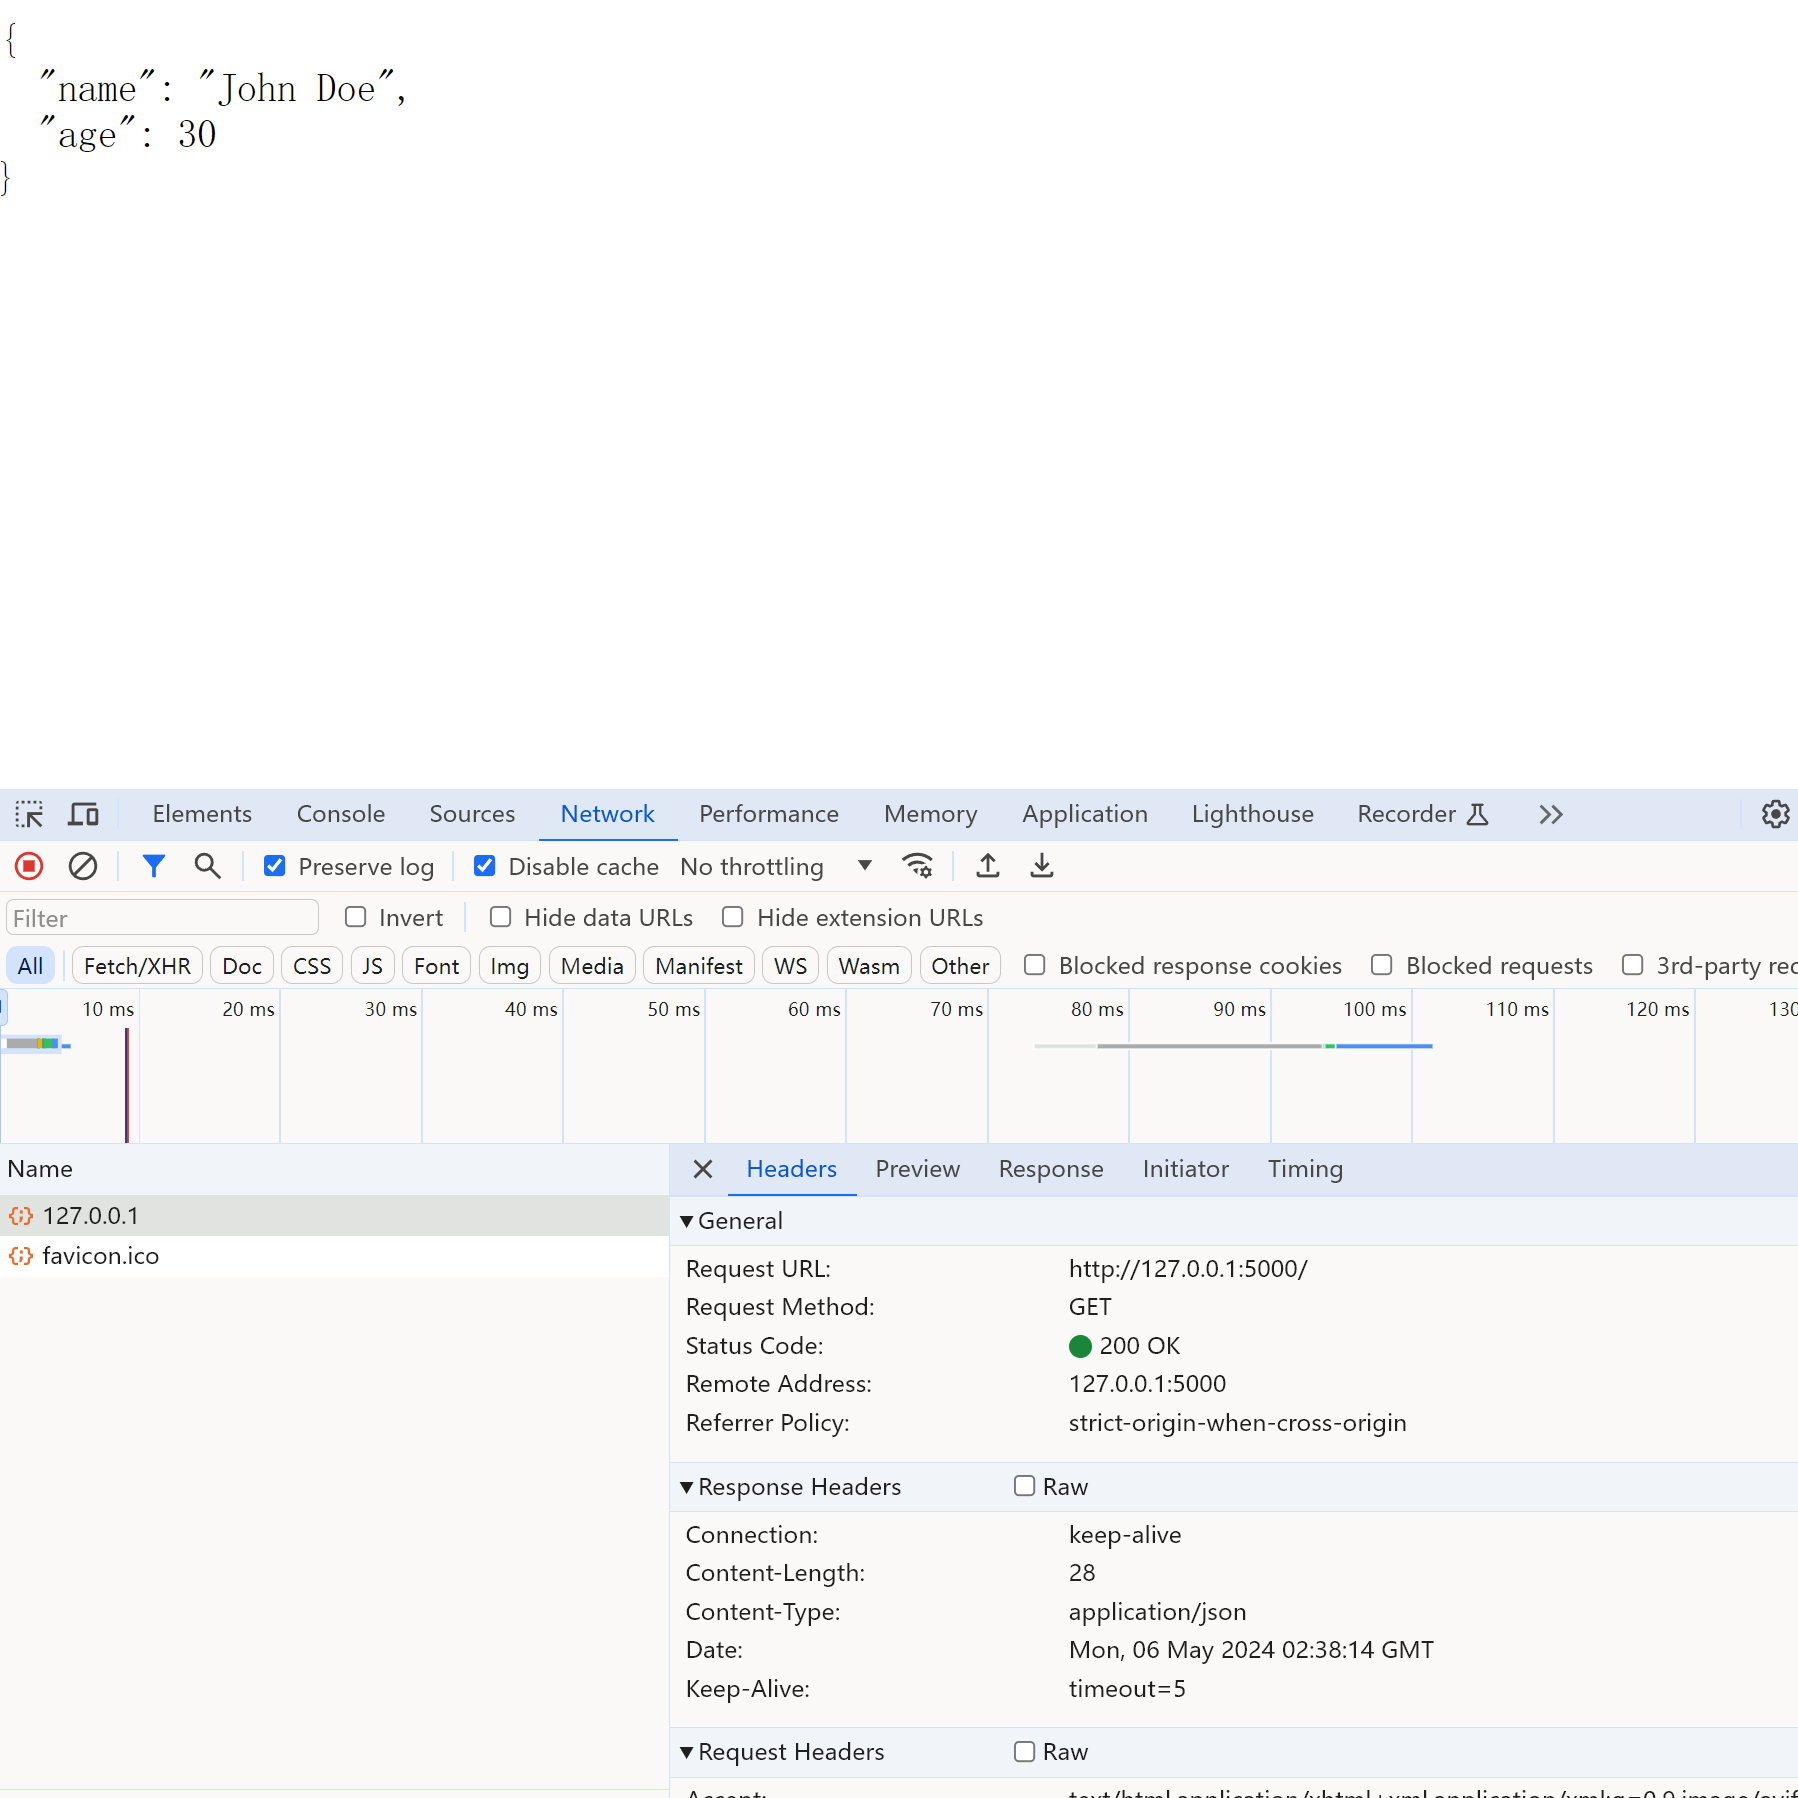 {
"name": "John Doe",
"age": 30
}
Elements Console Sources Network Performance Memory Application Lighthouse Recorder
Preserve log Disable cache No throttling
Filter Invert Hide data URLs Hide extension URLs
All Fetch/XHR Doc CSS JS Font Img Media Manifest WS Wasm Other Blocked response cookies Blocked requests 3rd-party req
10 ms 20 ms 30 ms 40 ms 50 ms 60 ms 70 ms 80 ms 90 ms 100 ms 110 ms 120 ms 130
Name
127.0.0.1
favicon.ico
Headers Preview Response Initiator Timing
General
Request URL: http://127.0.0.1:5000/
Request Method: GET
Status Code: 200 OK
Remote Address: 127.0.0.1:5000
Referrer Policy: strict-origin-when-cross-origin
Response Headers Raw
Connection: keep-alive
Content-Length: 28
Content-Type: application/json
Date: Mon, 06 May 2024 02:38:14 GMT
Keep-Alive: timeout=5
Request Headers Raw